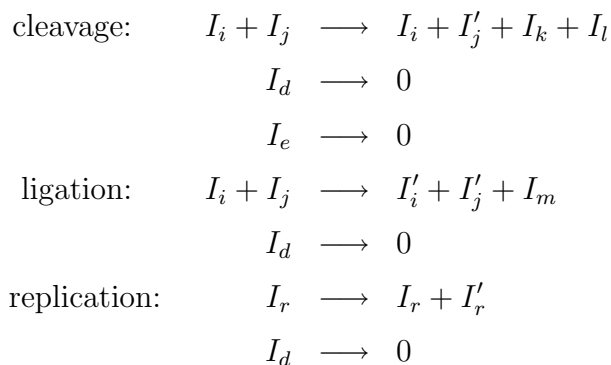 cleavage: I_i + I_j ⟶ I_i + I'_j + I_k + I_l
I_d ⟶ 0
I_e ⟶ 0
ligation: I_i + I_j ⟶ I'_i + I'_j + I_m
I_d ⟶ 0
replication: I_r ⟶ I_r + I'_r
I_d ⟶ 0